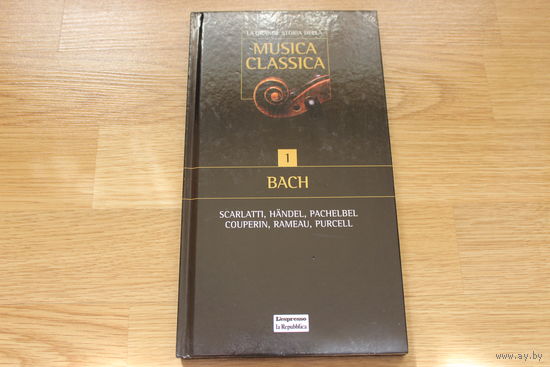 LA GRANDE STORIA DELLA
MUSICA
CLASSICA
1
BACH
SCARLATTI, HÄNDEL, PACHELBEL
COUPERIN, RAMEAU, PURCELL
L'espresso
la Repubblica
www.ay.by